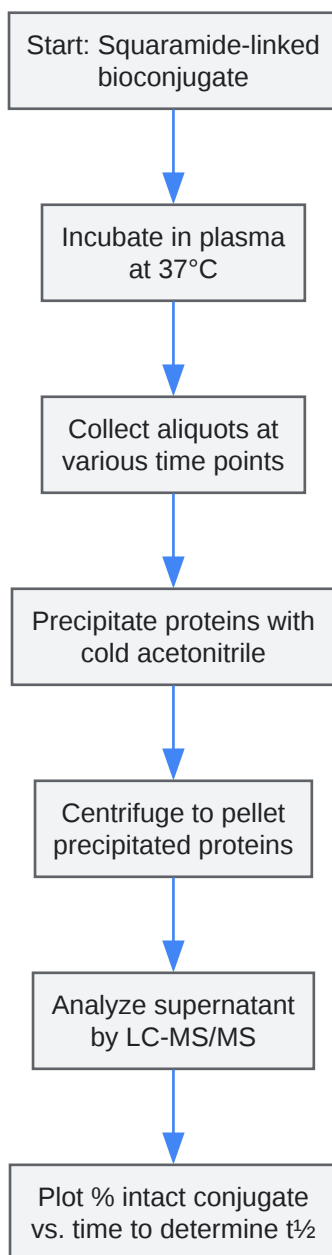 Start: Squaramide-linked
bioconjugate
Incubate in plasma
at 37°C
Collect aliquots at
various time points
Precipitate proteins with
cold acetonitrile
Centrifuge to pellet
precipitated proteins
Analyze supernatant
by LC-MS/MS
Plot % intact conjugate
vs. time to determine t½